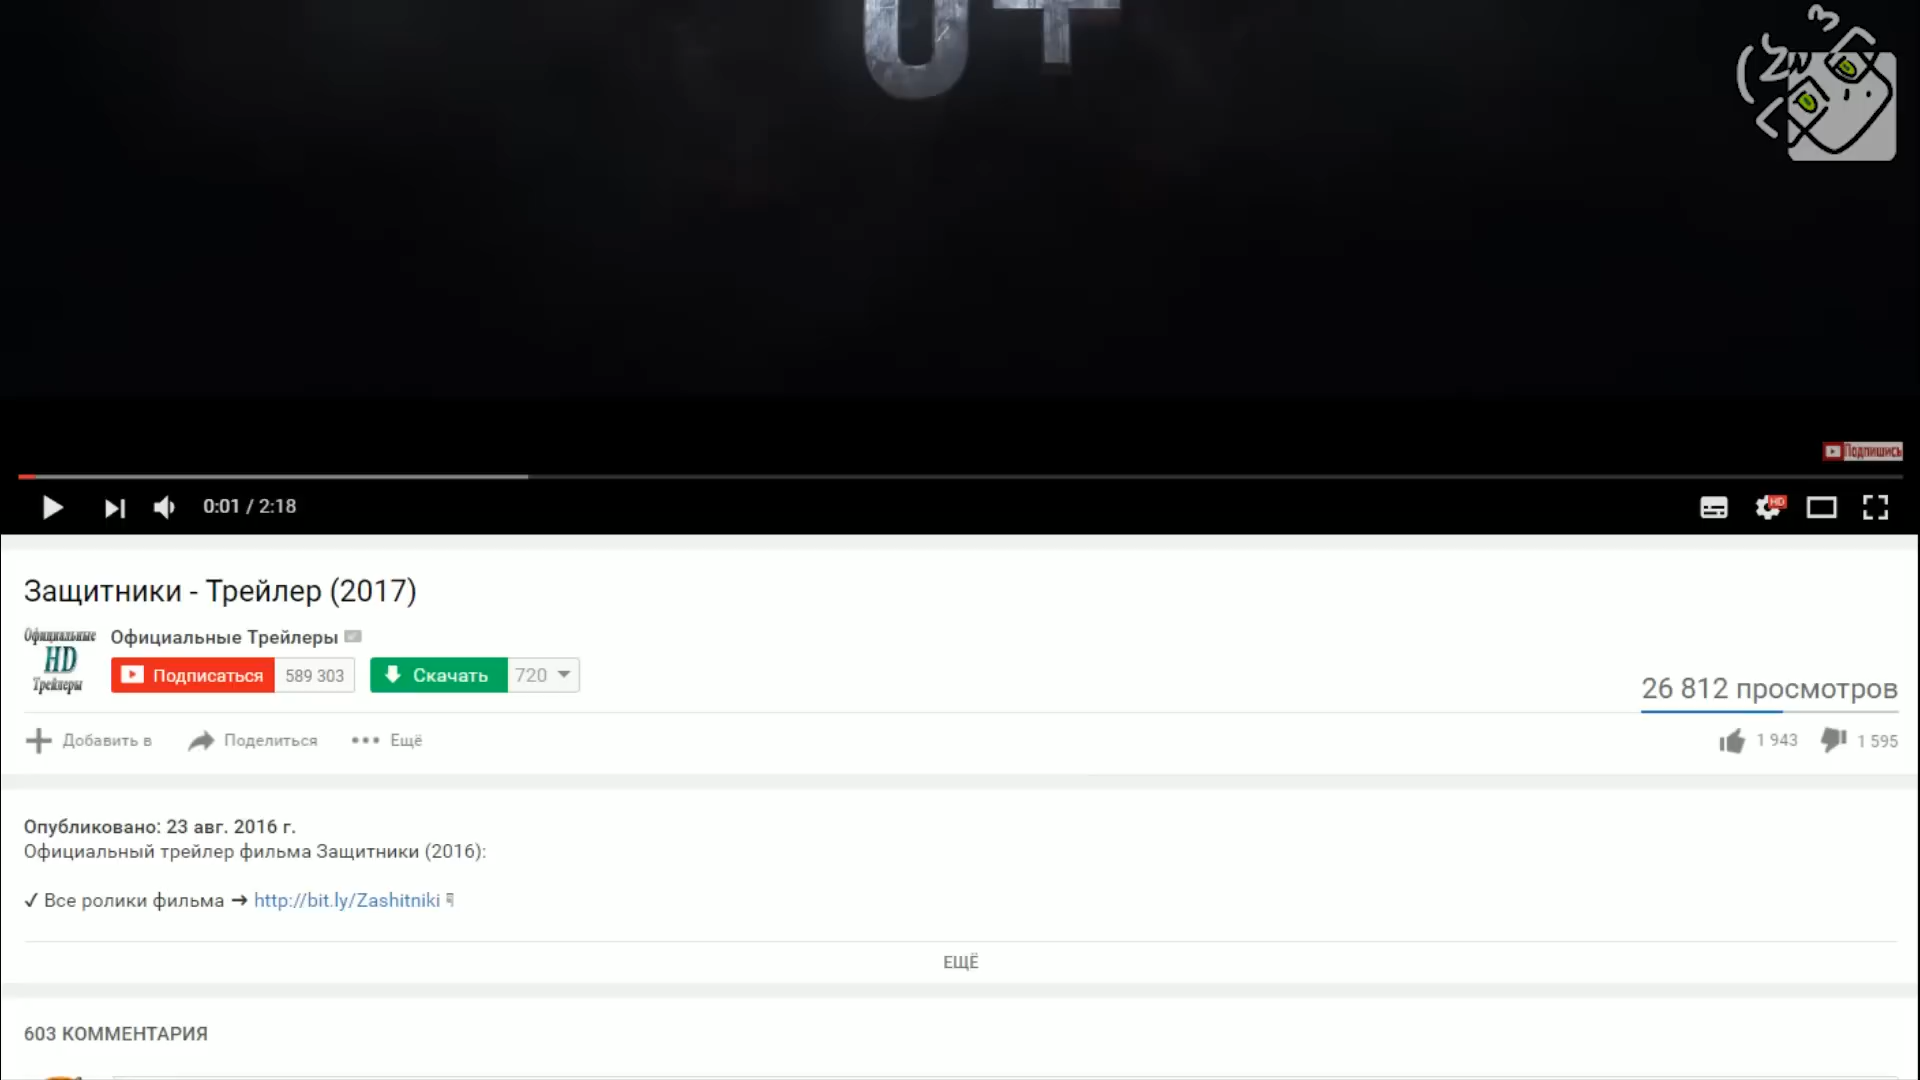 0+
Подпишись
0:01 / 2:18
HD
Защитники - Трейлер (2017)
Официальные
HD
Трейлеры
Официальные Трейлеры
Подписаться 589 303 Скачать 720
26 812 просмотров
Добавить в Поделиться Ещё 1 943 1 595
Опубликовано: 23 авг. 2016 г.
Официальный трейлер фильма Защитники (2016):
✓ Все ролики фильма ➞ http://bit.ly/Zashitniki
ЕЩЁ
603 КОММЕНТАРИЯ